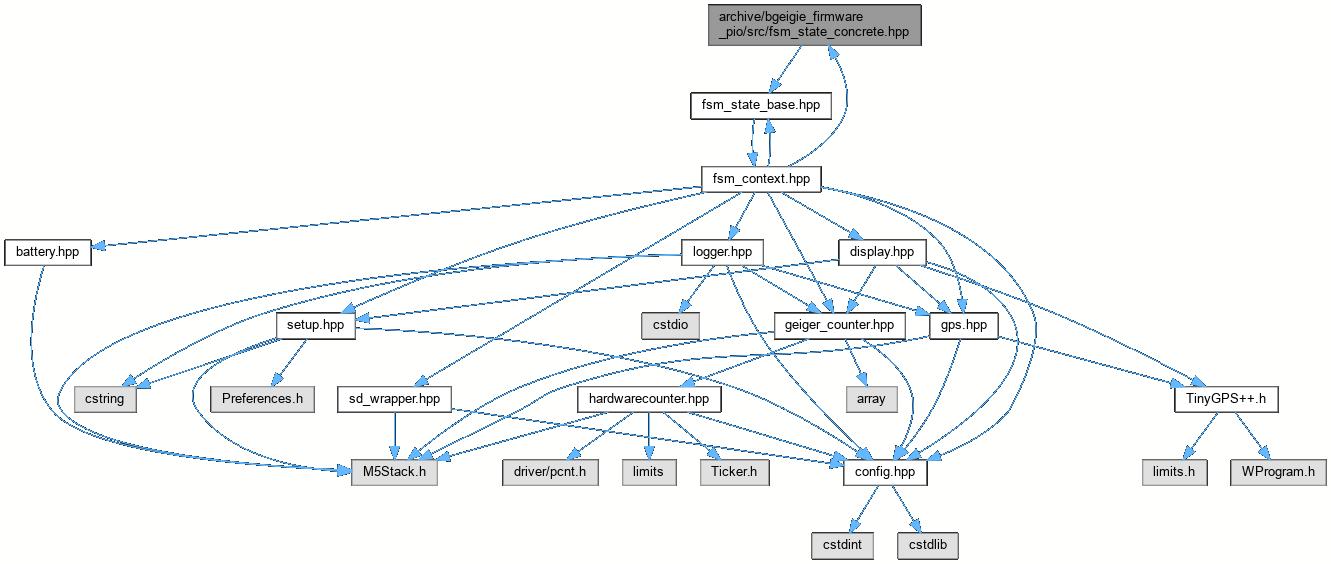 archive/bgeigie_firmware
_pio/src/fsm_state_concrete.hpp
fsm_state_base.hpp
fsm_context.hpp
battery.hpp
logger.hpp
display.hpp
setup.hpp
cstdio
geiger_counter.hpp
gps.hpp
cstring
Preferences.h
sd_wrapper.hpp
hardwarecounter.hpp
array
TinyGPS++.h
M5Stack.h
driver/pcnt.h
limits
Ticker.h
config.hpp
limits.h
WProgram.h
cstdint
cstdlib